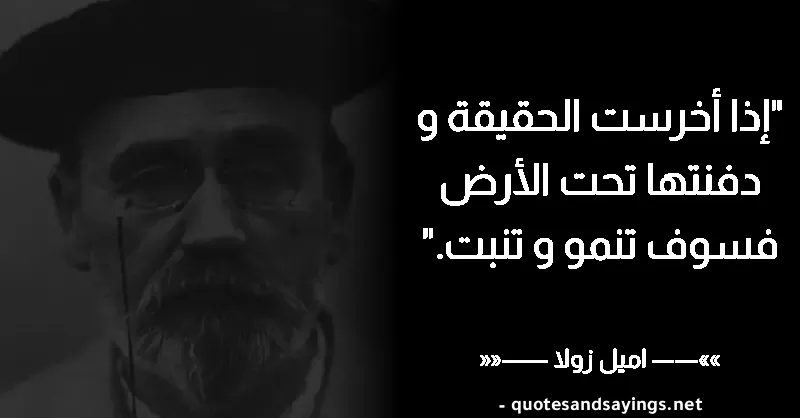 "إذا أخرست الحقيقة و
دفنتها تحت الأرض
فسوف تنمو و تنبت."
»»—— اميل زولا ——««
- quotesandsayings.net